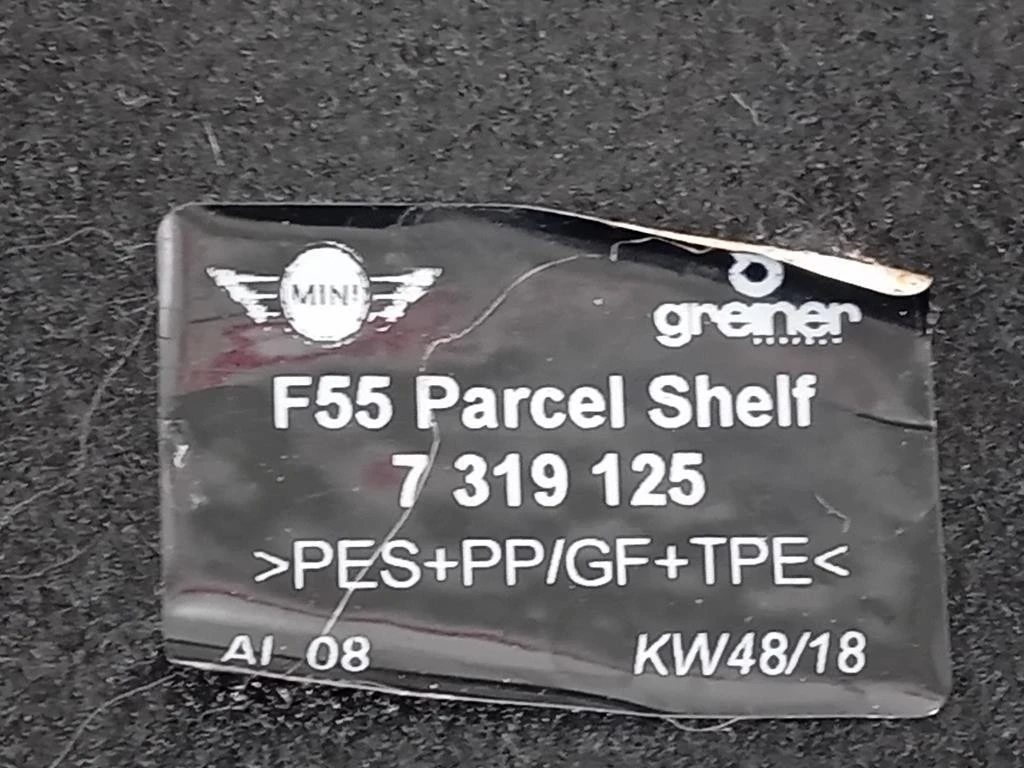 MINI
greiner
F55 Parcel Shelf
7 319 125
>PES+PP/GF+TPE<
AI 08
KW48/18